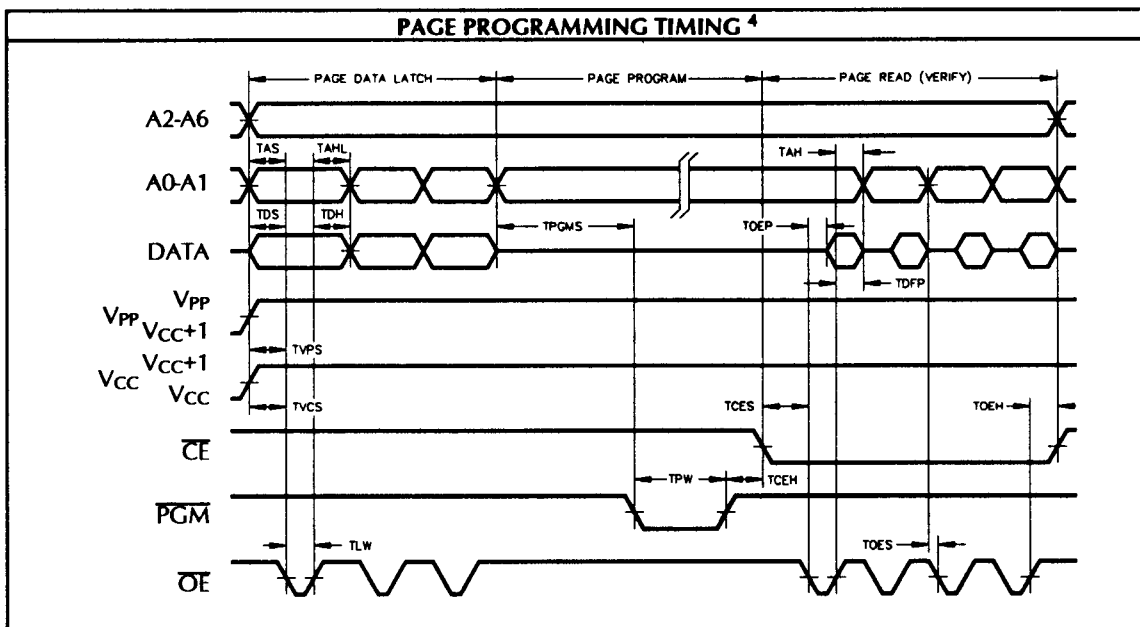 PAGE PROGRAMMING TIMING 4
PAGE DATA LATCH PAGE PROGRAM PAGE READ (VERIFY)
A2-A6
TAS TAHL TAH
A0-A1
TDS TDH TPGMS TOEP
DATA
TDFP
VPP
VPP
VCC+1
TVPS
VCC+1
VCC
VCC
TVCS TCES TOEH
CE
TPW TCEH
PGM
TLW TOES
OE